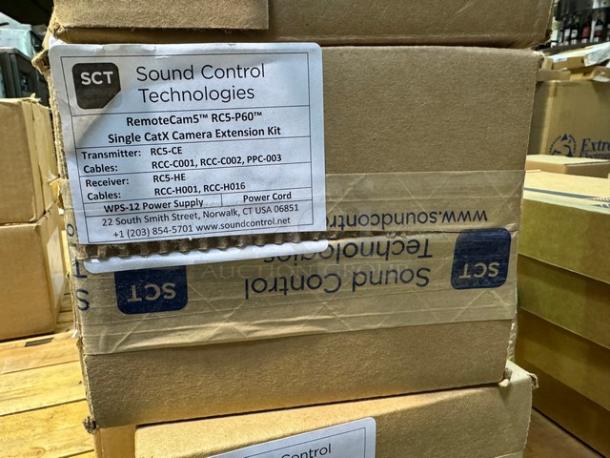 SCT
Sound Control
Technologies
RemoteCam5™ RC5-P60™
Single CatX Camera Extension Kit
Transmitter: RC5-CE
Cables: RCC-C001, RCC-C002, PPC-003
Receiver: RC5-HE
Cables: RCC-H001, RCC-H016
WPS-12 Power Supply Power Cord
22 South Smith Street, Norwalk, CT USA 06851
+1 (203) 854-5701 www.soundcontrol.net
www.soundcontr
SCT
Sound Control
Technologies
SCT
Extre
Control